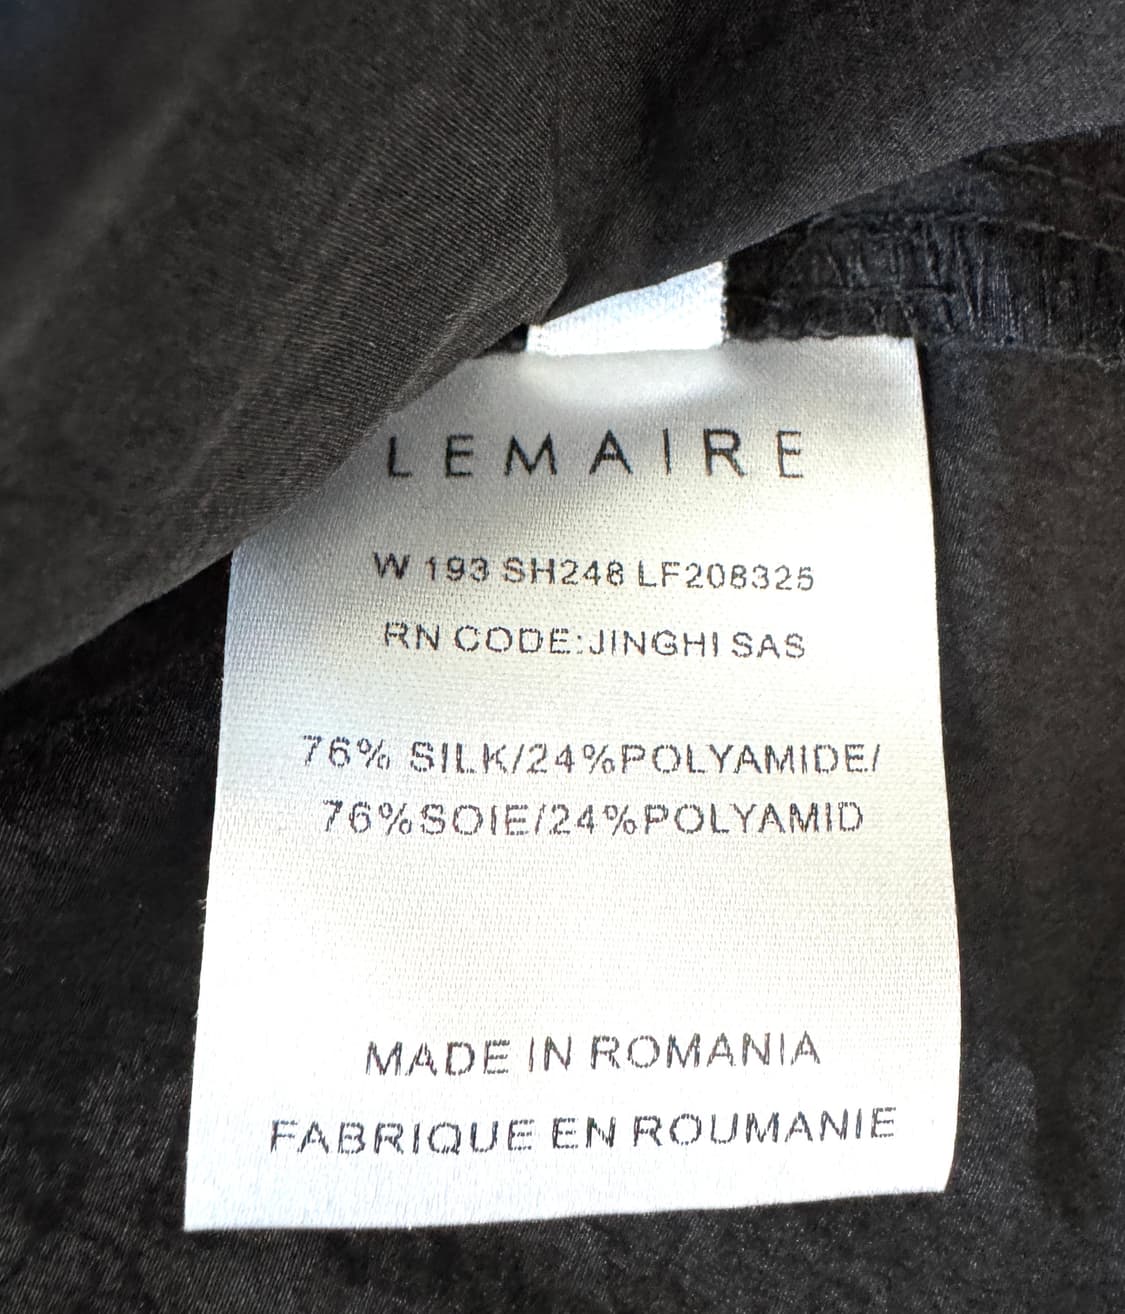 LEMAIRE
W 193 SH248 LF208325
RN CODE:JINGHI SAS
76% SILK/24%POLYAMIDE/
76%SOIE/24%POLYAMID
MADE IN ROMANIA
FABRIQUE EN ROUMANIE